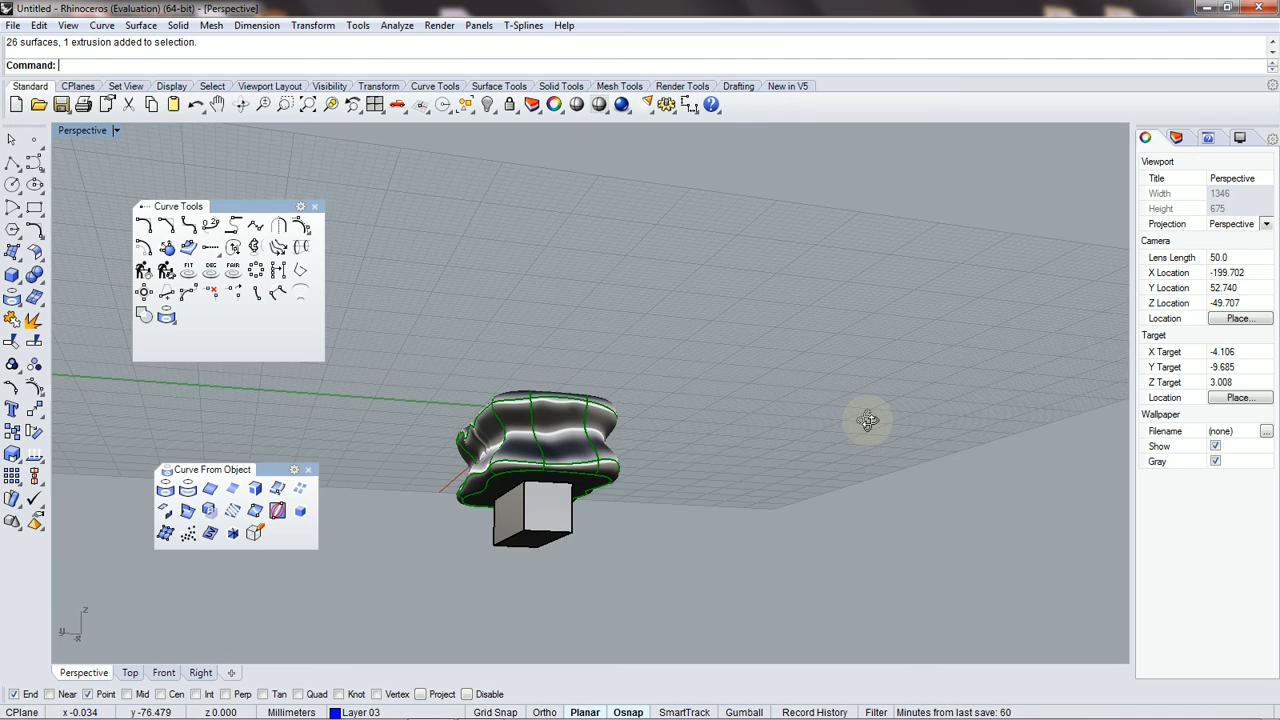 Untitled - Rhinoceros (Evaluation) (64-bit) - [Perspective]
File Edit View Curve Surface Solid Mesh Dimension Transform Tools Analyze Render Panels T-Splines Help
26 surfaces, 1 extrusion added to selection.
Command:
Standard CPlanes Set View Display Select Viewport Layout Visibility Transform Curve Tools Surface Tools Solid Tools Mesh Tools Render Tools Drafting New in V5
Perspective
Viewport
Title Perspective
Width 1346
Height 675
Projection Perspective
Camera
Lens Length 50.0
X Location -199.702
Y Location 52.740
Z Location -49.707
Location Place...
Target
X Target -4.106
Y Target -9.685
Z Target 3.008
Location Place...
Wallpaper
Filename (none) ...
Show
Gray
Curve Tools
FIT DEG FAIR
Curve From Object
z
y
x
Perspective Top Front Right
End Near Point Mid Cen Int Perp Tan Quad Knot Vertex Project Disable
CPlane x -0.034 y -76.479 z 0.000 Millimeters Layer 03 Grid Snap Ortho Planar Osnap SmartTrack Gumball Record History Filter Minutes from last save: 60